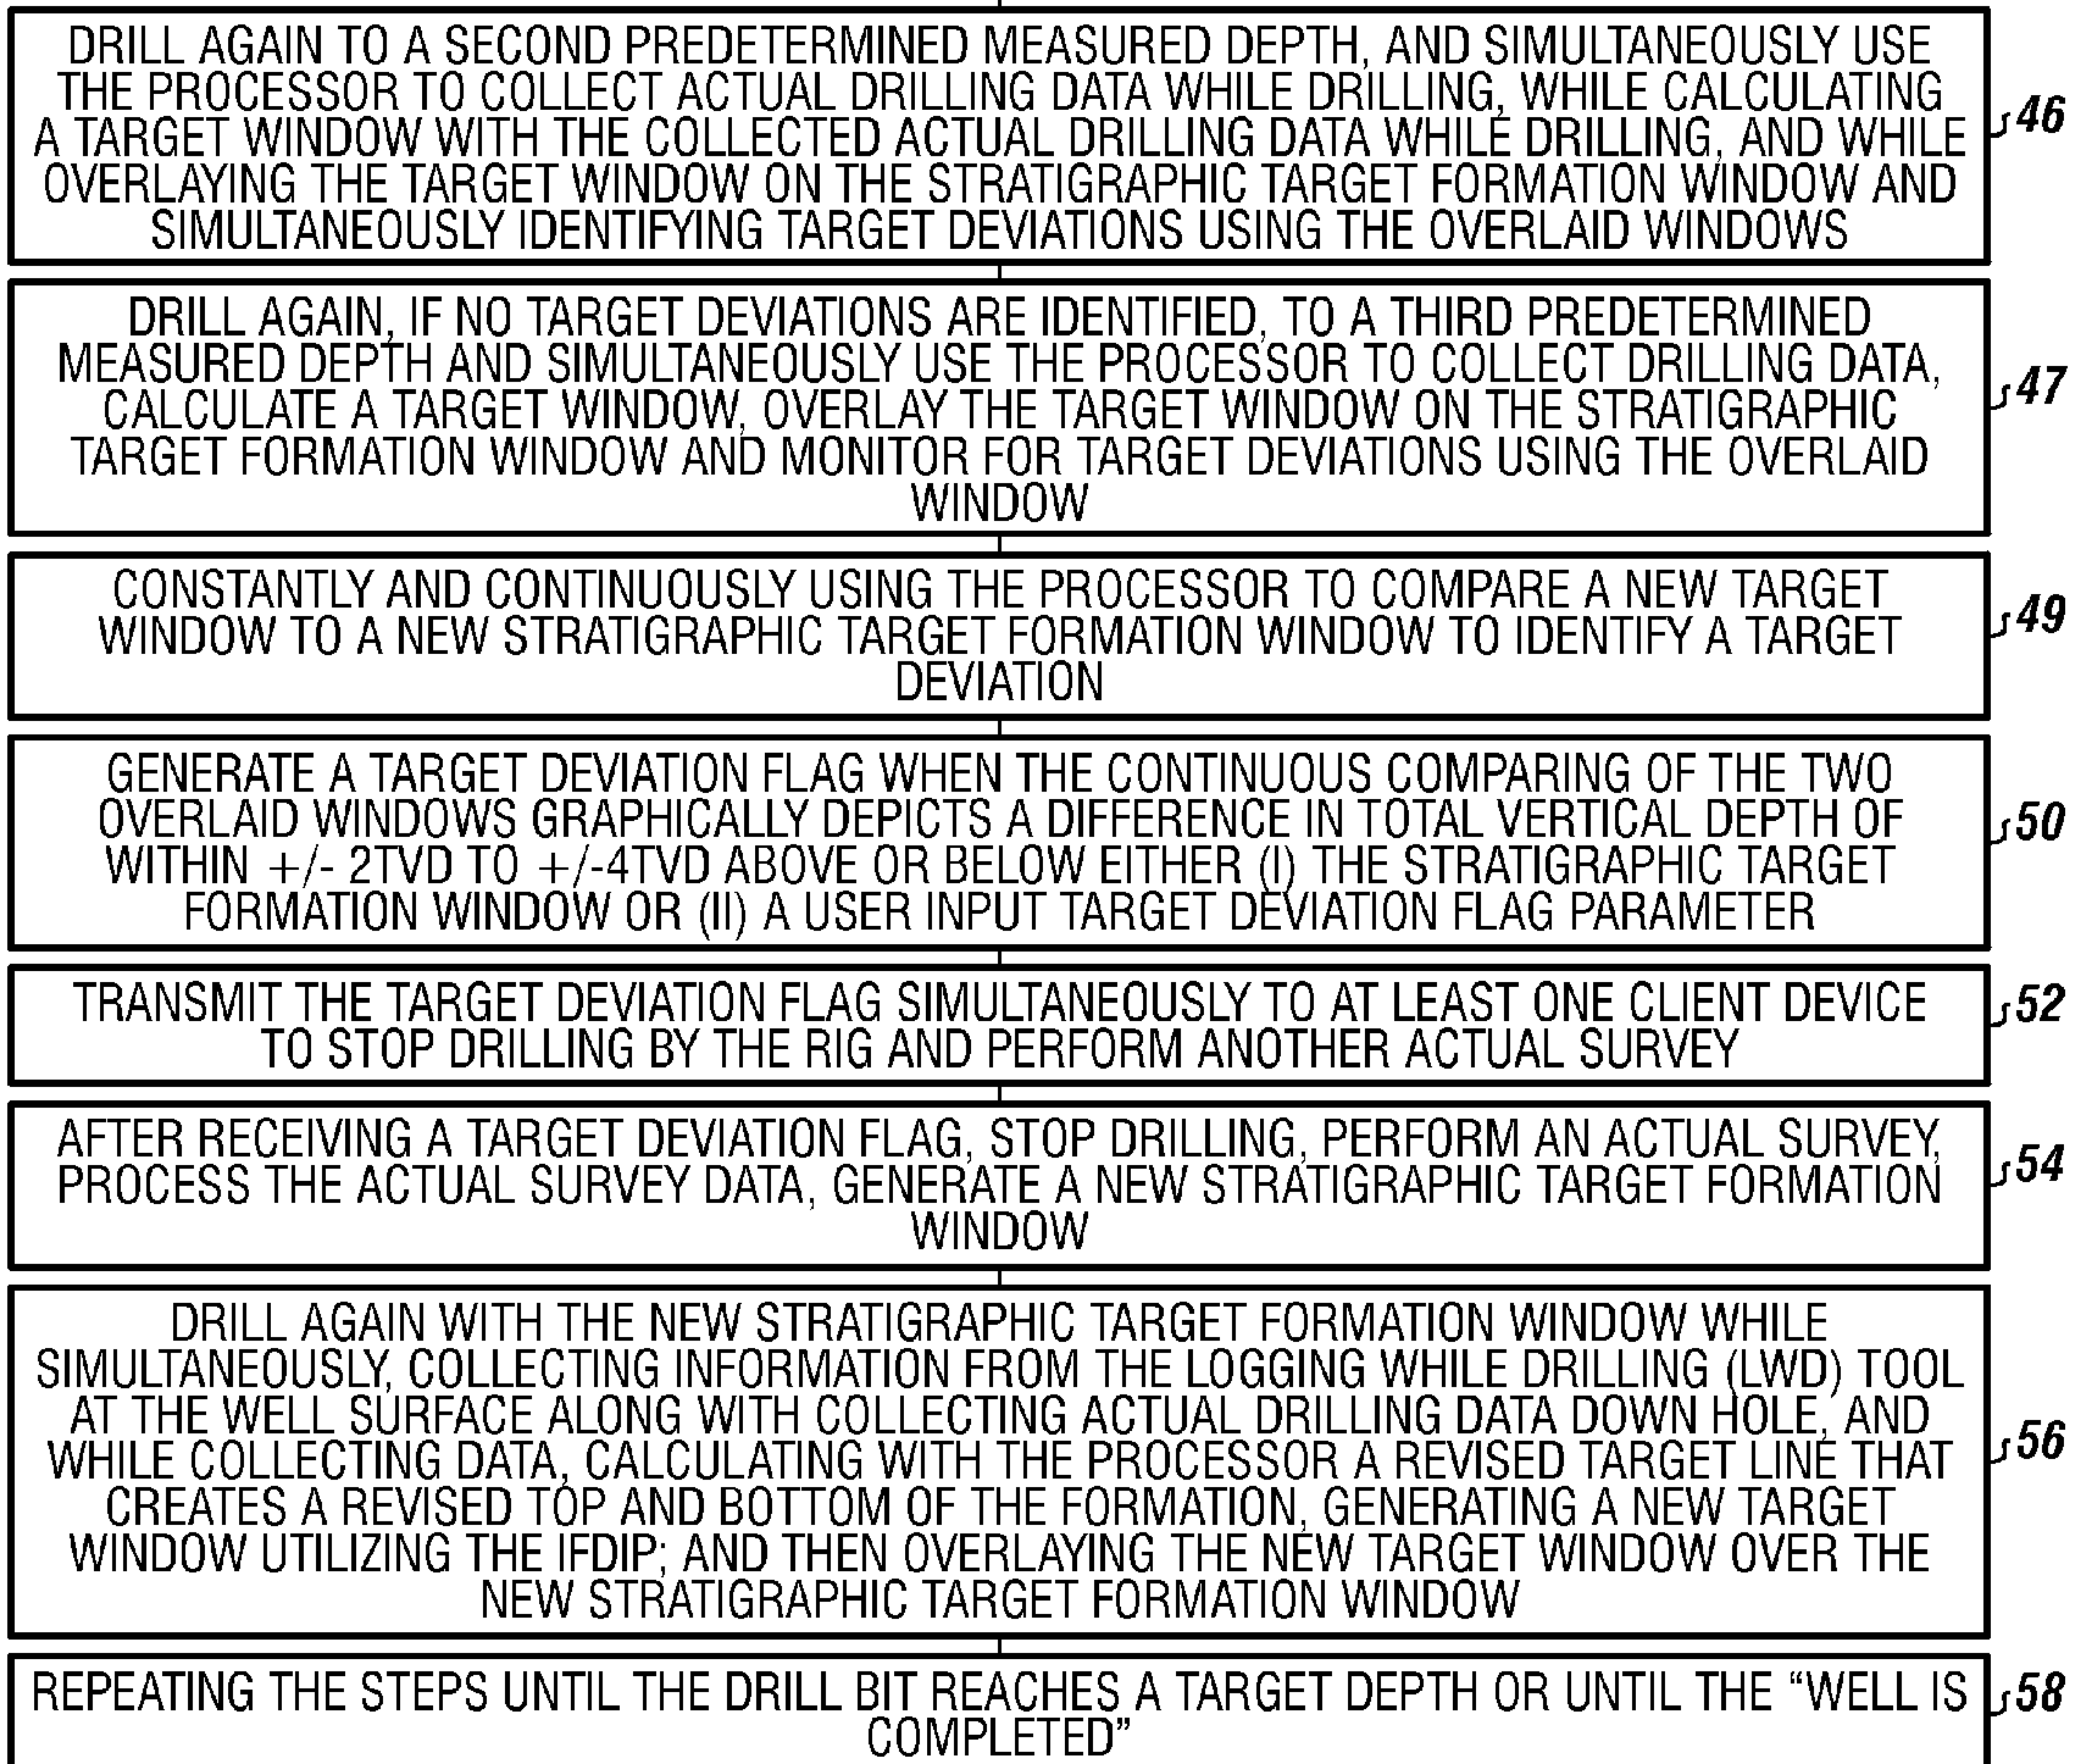 DRILL AGAIN TO A SECOND PREDETERMINED MEASURED DEPTH, AND SIMULTANEOUSLY USE
THE PROCESSOR TO COLLECT ACTUAL DRILLING DATA WHILE DRILLING, WHILE CALCULATING
A TARGET WINDOW WITH THE COLLECTED ACTUAL DRILLING DATA WHILE DRILLING, AND WHILE
OVERLAYING THE TARGET WINDOW ON THE STRATIGRAPHIC TARGET FORMATION WINDOW AND
SIMULTANEOUSLY IDENTIFYING TARGET DEVIATIONS USING THE OVERLAID WINDOWS
46
DRILL AGAIN, IF NO TARGET DEVIATIONS ARE IDENTIFIED, TO A THIRD PREDETERMINED
MEASURED DEPTH AND SIMULTANEOUSLY USE THE PROCESSOR TO COLLECT DRILLING DATA,
CALCULATE A TARGET WINDOW, OVERLAY THE TARGET WINDOW ON THE STRATIGRAPHIC
TARGET FORMATION WINDOW AND MONITOR FOR TARGET DEVIATIONS USING THE OVERLAID
WINDOW
47
CONSTANTLY AND CONTINUOUSLY USING THE PROCESSOR TO COMPARE A NEW TARGET
WINDOW TO A NEW STRATIGRAPHIC TARGET FORMATION WINDOW TO IDENTIFY A TARGET
DEVIATION
49
GENERATE A TARGET DEVIATION FLAG WHEN THE CONTINUOUS COMPARING OF THE TWO
OVERLAID WINDOWS GRAPHICALLY DEPICTS A DIFFERENCE IN TOTAL VERTICAL DEPTH OF
WITHIN +/- 2TVD TO +/-4TVD ABOVE OR BELOW EITHER (I) THE STRATIGRAPHIC TARGET
FORMATION WINDOW OR (II) A USER INPUT TARGET DEVIATION FLAG PARAMETER
50
TRANSMIT THE TARGET DEVIATION FLAG SIMULTANEOUSLY TO AT LEAST ONE CLIENT DEVICE
TO STOP DRILLING BY THE RIG AND PERFORM ANOTHER ACTUAL SURVEY
52
AFTER RECEIVING A TARGET DEVIATION FLAG, STOP DRILLING, PERFORM AN ACTUAL SURVEY,
PROCESS THE ACTUAL SURVEY DATA, GENERATE A NEW STRATIGRAPHIC TARGET FORMATION
WINDOW
54
DRILL AGAIN WITH THE NEW STRATIGRAPHIC TARGET FORMATION WINDOW WHILE
SIMULTANEOUSLY, COLLECTING INFORMATION FROM THE LOGGING WHILE DRILLING (LWD) TOOL
AT THE WELL SURFACE ALONG WITH COLLECTING ACTUAL DRILLING DATA DOWN HOLE, AND
WHILE COLLECTING DATA, CALCULATING WITH THE PROCESSOR A REVISED TARGET LINE THAT
CREATES A REVISED TOP AND BOTTOM OF THE FORMATION, GENERATING A NEW TARGET
WINDOW UTILIZING THE IFDIP; AND THEN OVERLAYING THE NEW TARGET WINDOW OVER THE
NEW STRATIGRAPHIC TARGET FORMATION WINDOW
56
REPEATING THE STEPS UNTIL THE DRILL BIT REACHES A TARGET DEPTH OR UNTIL THE “WELL IS
COMPLETED”
58